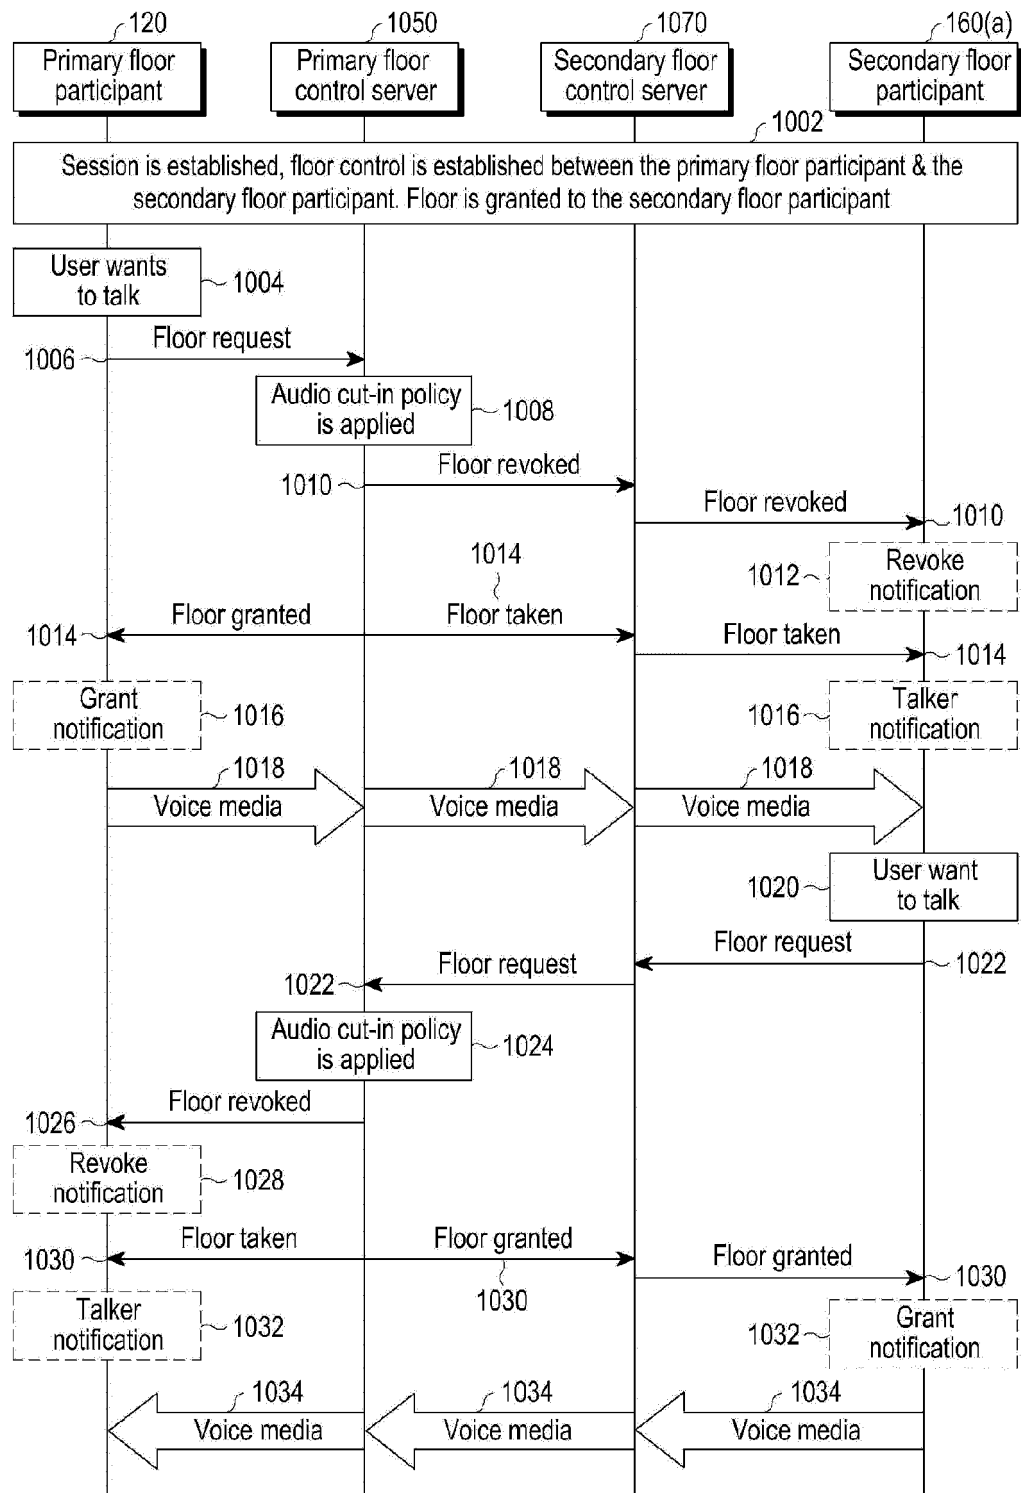 120
1050
1070
160(a)
Primary floor
participant
Primary floor
control server
Secondary floor
control server
Secondary floor
participant
1002
Session is established, floor control is established between the primary floor participant & the
secondary floor participant. Floor is granted to the secondary floor participant
User wants
to talk
1004
Floor request
1006
Audio cut-in policy
is applied
1008
Floor revoked
1010
Floor revoked
1010
Revoke
notification
1012
1014
Floor granted
Floor taken
1014
Floor taken
1014
Grant
notification
1016
1016
Talker
notification
1018
1018
1018
Voice media
Voice media
Voice media
User want
to talk
1020
Floor request
1022
Floor request
1022
Audio cut-in policy
is applied
1024
Floor revoked
1026
Revoke
notification
1028
Floor taken
Floor granted
1030
Floor granted
1030
1030
Talker
notification
1032
1032
Grant
notification
1034
1034
1034
Voice media
Voice media
Voice media